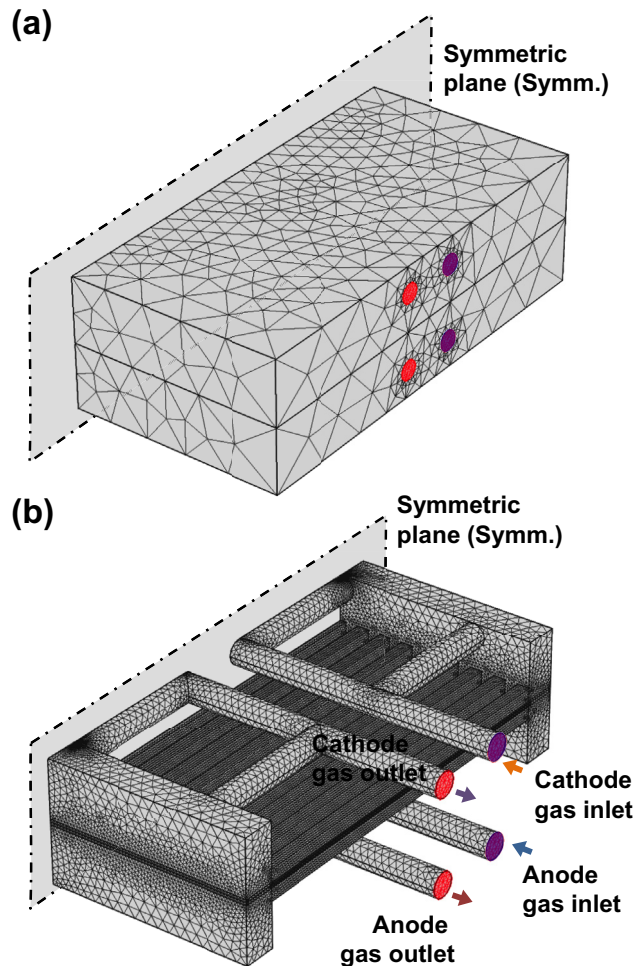 (a)
Symmetric
plane (Symm.)
(b)
Symmetric
plane (Symm.)
Cathode
gas outlet
Cathode
gas inlet
Anode
gas inlet
Anode
gas outlet